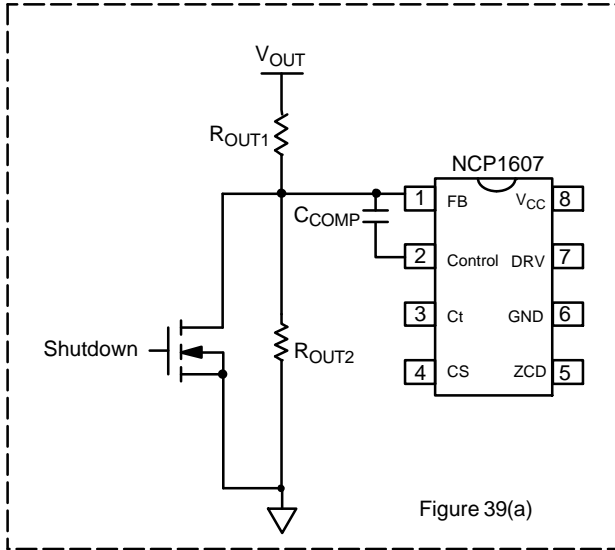 VOUT
ROUT1
NCP1607
1 FB VCC 8
CCOMP
2 Control DRV 7
3 Ct GND 6
Shutdown
ROUT2
4 CS ZCD 5
Figure 39(a)